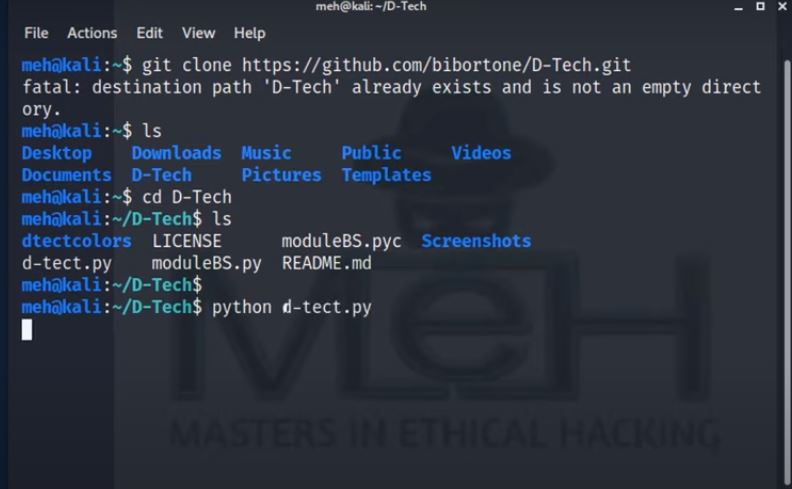 meh@kali: ~/D-Tech
File Actions Edit View Help
meh@kali:~$ git clone https://github.com/bibortone/D-Tech.git
fatal: destination path 'D-Tech' already exists and is not an empty direct
ory.
meh@kali:~$ ls
Desktop Downloads Music Public Videos
Documents D-Tech Pictures Templates
meh@kali:~$ cd D-Tech
meh@kali:~/D-Tech$ ls
dtectcolors LICENSE moduleBS.pyc Screenshots
d-tect.py moduleBS.py README.md
meh@kali:~/D-Tech$
meh@kali:~/D-Tech$ python d-tect.py
MeH
MASTERS IN ETHICAL HACKING